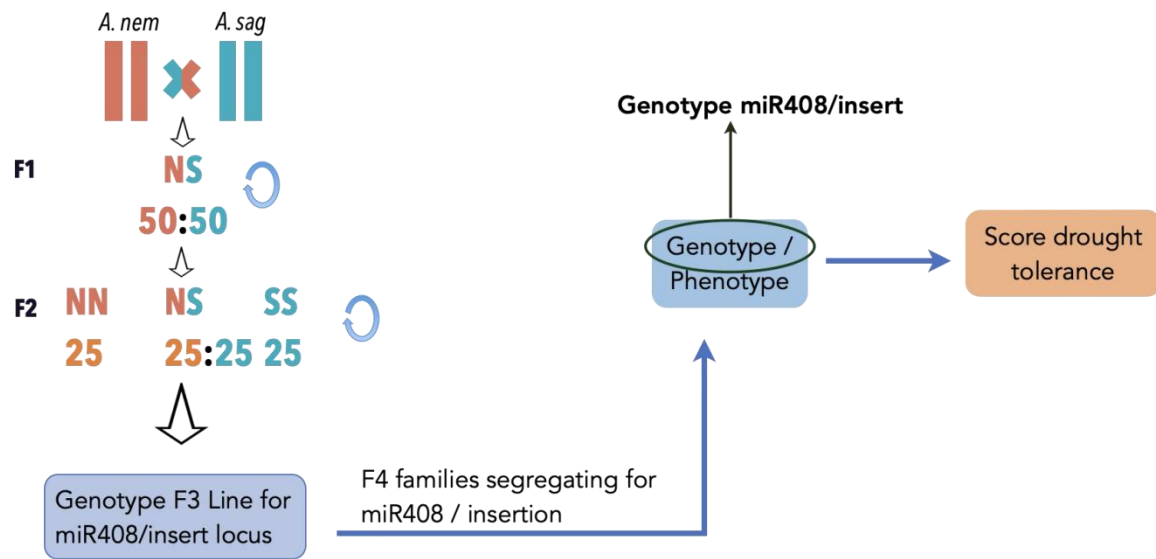 A. nem
A. sag
F1
NS
50:50
F2
NN
NS
SS
25
25:25
25
Genotype F3 Line for
miR408/insert locus
F4 families segregating for
miR408 / insertion
Genotype miR408/insert
Genotype /
Phenotype
Score drought
tolerance